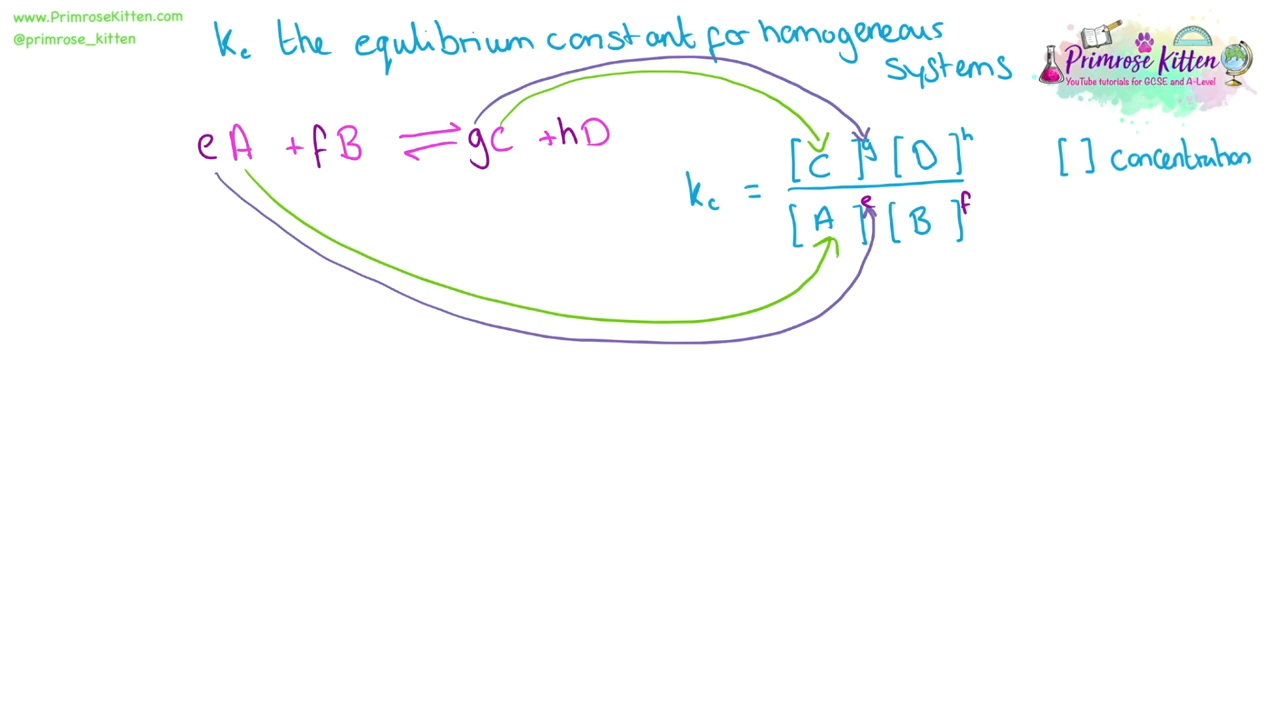 www.PrimroseKitten.com
@primrose_kitten
Kc the equlibrium constant for homogeneous
systems
Primrose Kitten
YouTube tutorials for GCSE and A-Level
eA + fB ⇌ gC + hD
[C]^g [D]^h
Kc =
[A]^e [B]^f
[ ] concentration